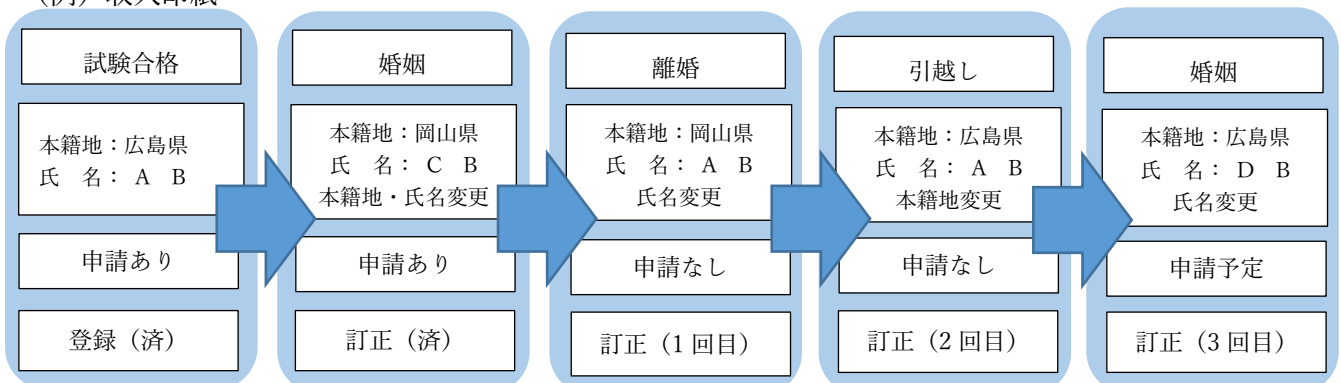 （例）収入印紙
試験合格
本籍地：広島県
氏　名： A　B
申請あり
登録（済）
婚姻
本籍地：岡山県
氏　名： C　B
本籍地・氏名変更
申請あり
訂正（済）
離婚
本籍地：岡山県
氏　名： A　B
氏名変更
申請なし
訂正（1 回目）
引越し
本籍地：広島県
氏　名： A　B
本籍地変更
申請なし
訂正（2 回目）
婚姻
本籍地：広島県
氏　名： D　B
氏名変更
申請予定
訂正（3 回目）